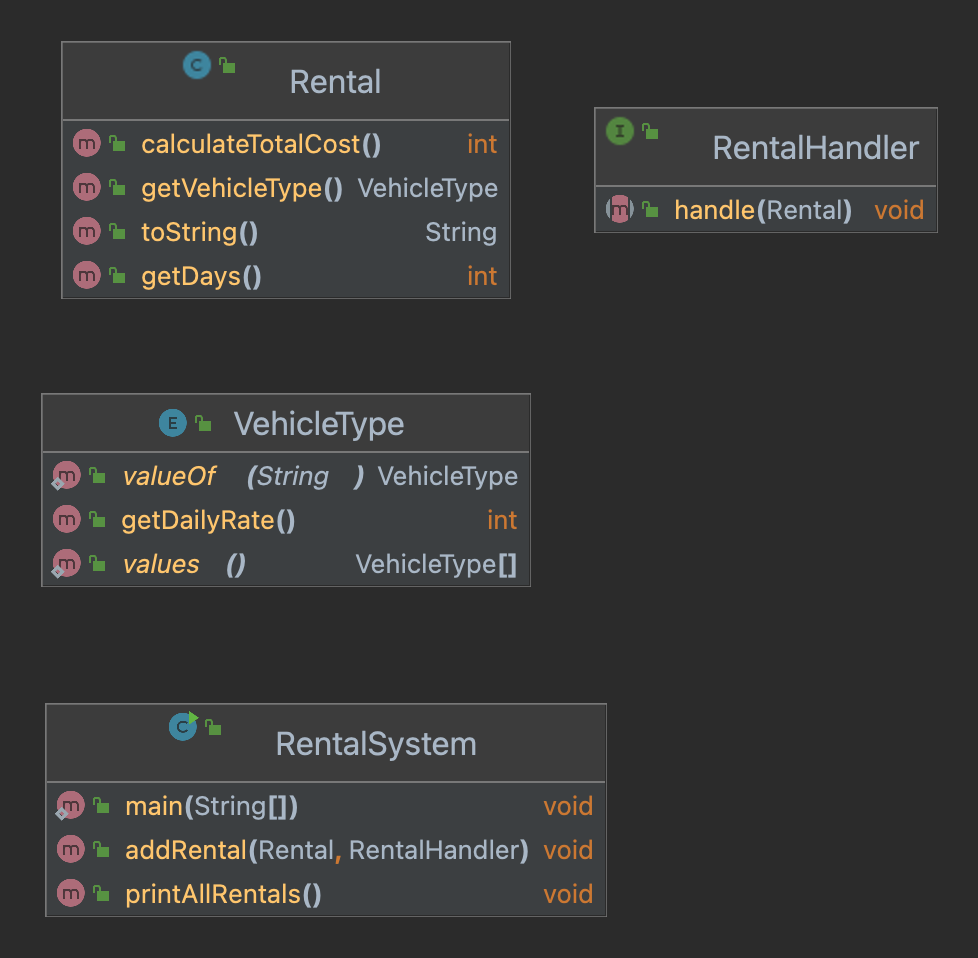 C Rental
m calculateTotalCost() int
m getVehicleType() VehicleType
m toString() String
m getDays() int
I RentalHandler
m handle(Rental) void
E VehicleType
m valueOf (String ) VehicleType
m getDailyRate() int
m values () VehicleType[]
C RentalSystem
m main(String[]) void
m addRental(Rental, RentalHandler) void
m printAllRentals() void